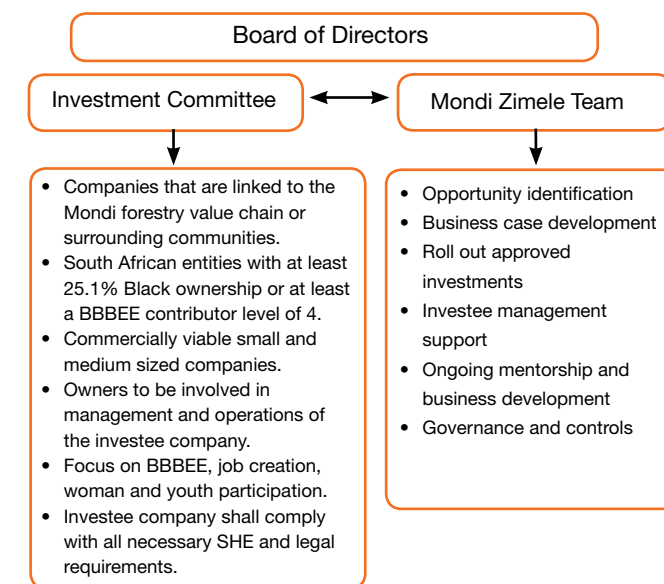 Board of Directors
Investment Committee
Mondi Zimele Team
• Companies that are linked to the
Mondi forestry value chain or
surrounding communities.
• South African entities with at least
25.1% Black ownership or at least
a BBBEE contributor level of 4.
• Commercially viable small and
medium sized companies.
• Owners to be involved in
management and operations of
the investee company.
• Focus on BBBEE, job creation,
woman and youth participation.
• Investee company shall comply
with all necessary SHE and legal
requirements.
• Opportunity identification
• Business case development
• Roll out approved
investments
• Investee management
support
• Ongoing mentorship and
business development
• Governance and controls